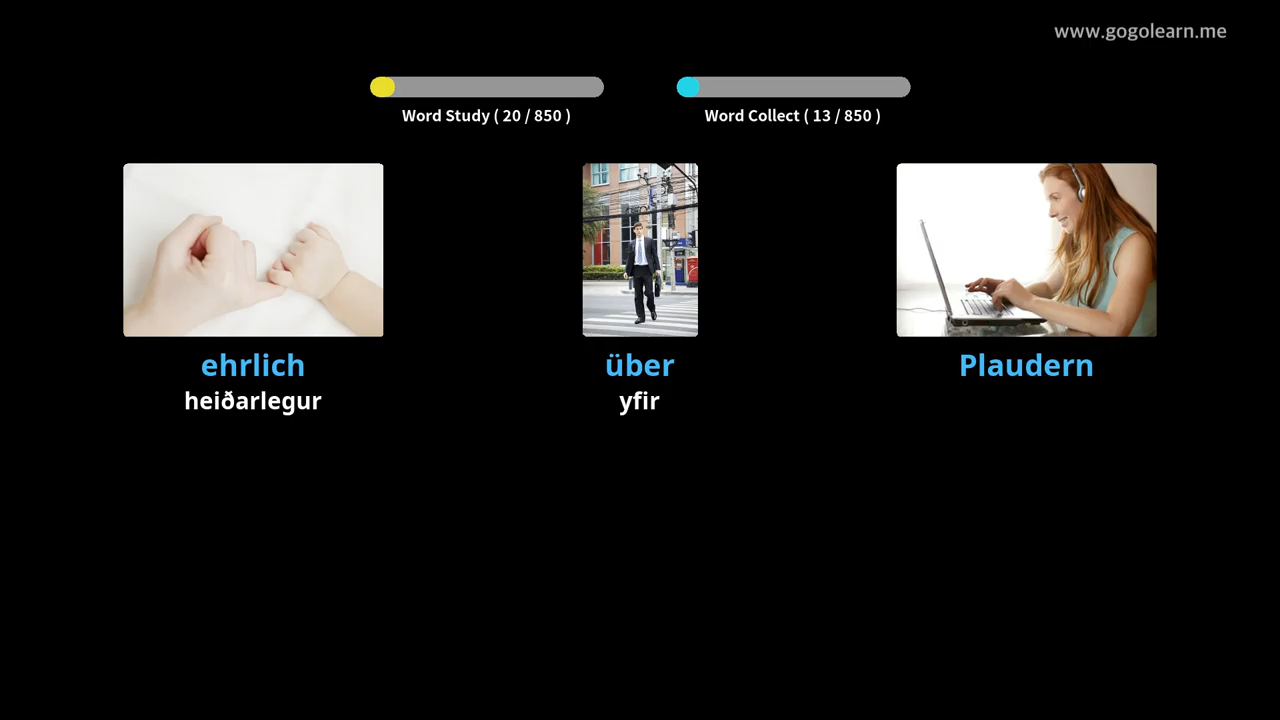 www.gogolearn.me
Word Study ( 20 / 850 )
Word Collect ( 13 / 850 )
ehrlich
heiðarlegur
über
yfir
Plaudern